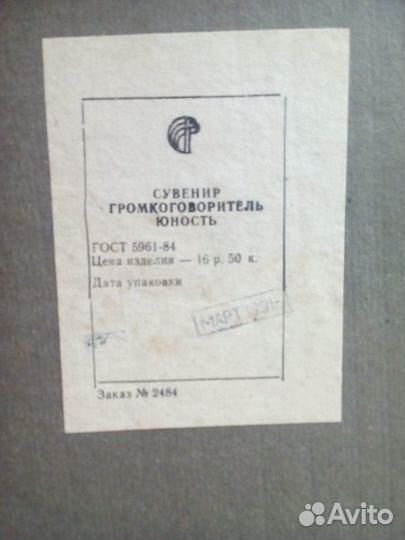 СУВЕНИР
ГРОМКОГОВОРИТЕЛЬ
ЮНОСТЬ
ГОСТ 5961-84
Цена изделия — 16 р. 50 к.
Дата упаковки
МАРТ 1991
Заказ № 2484
Avito